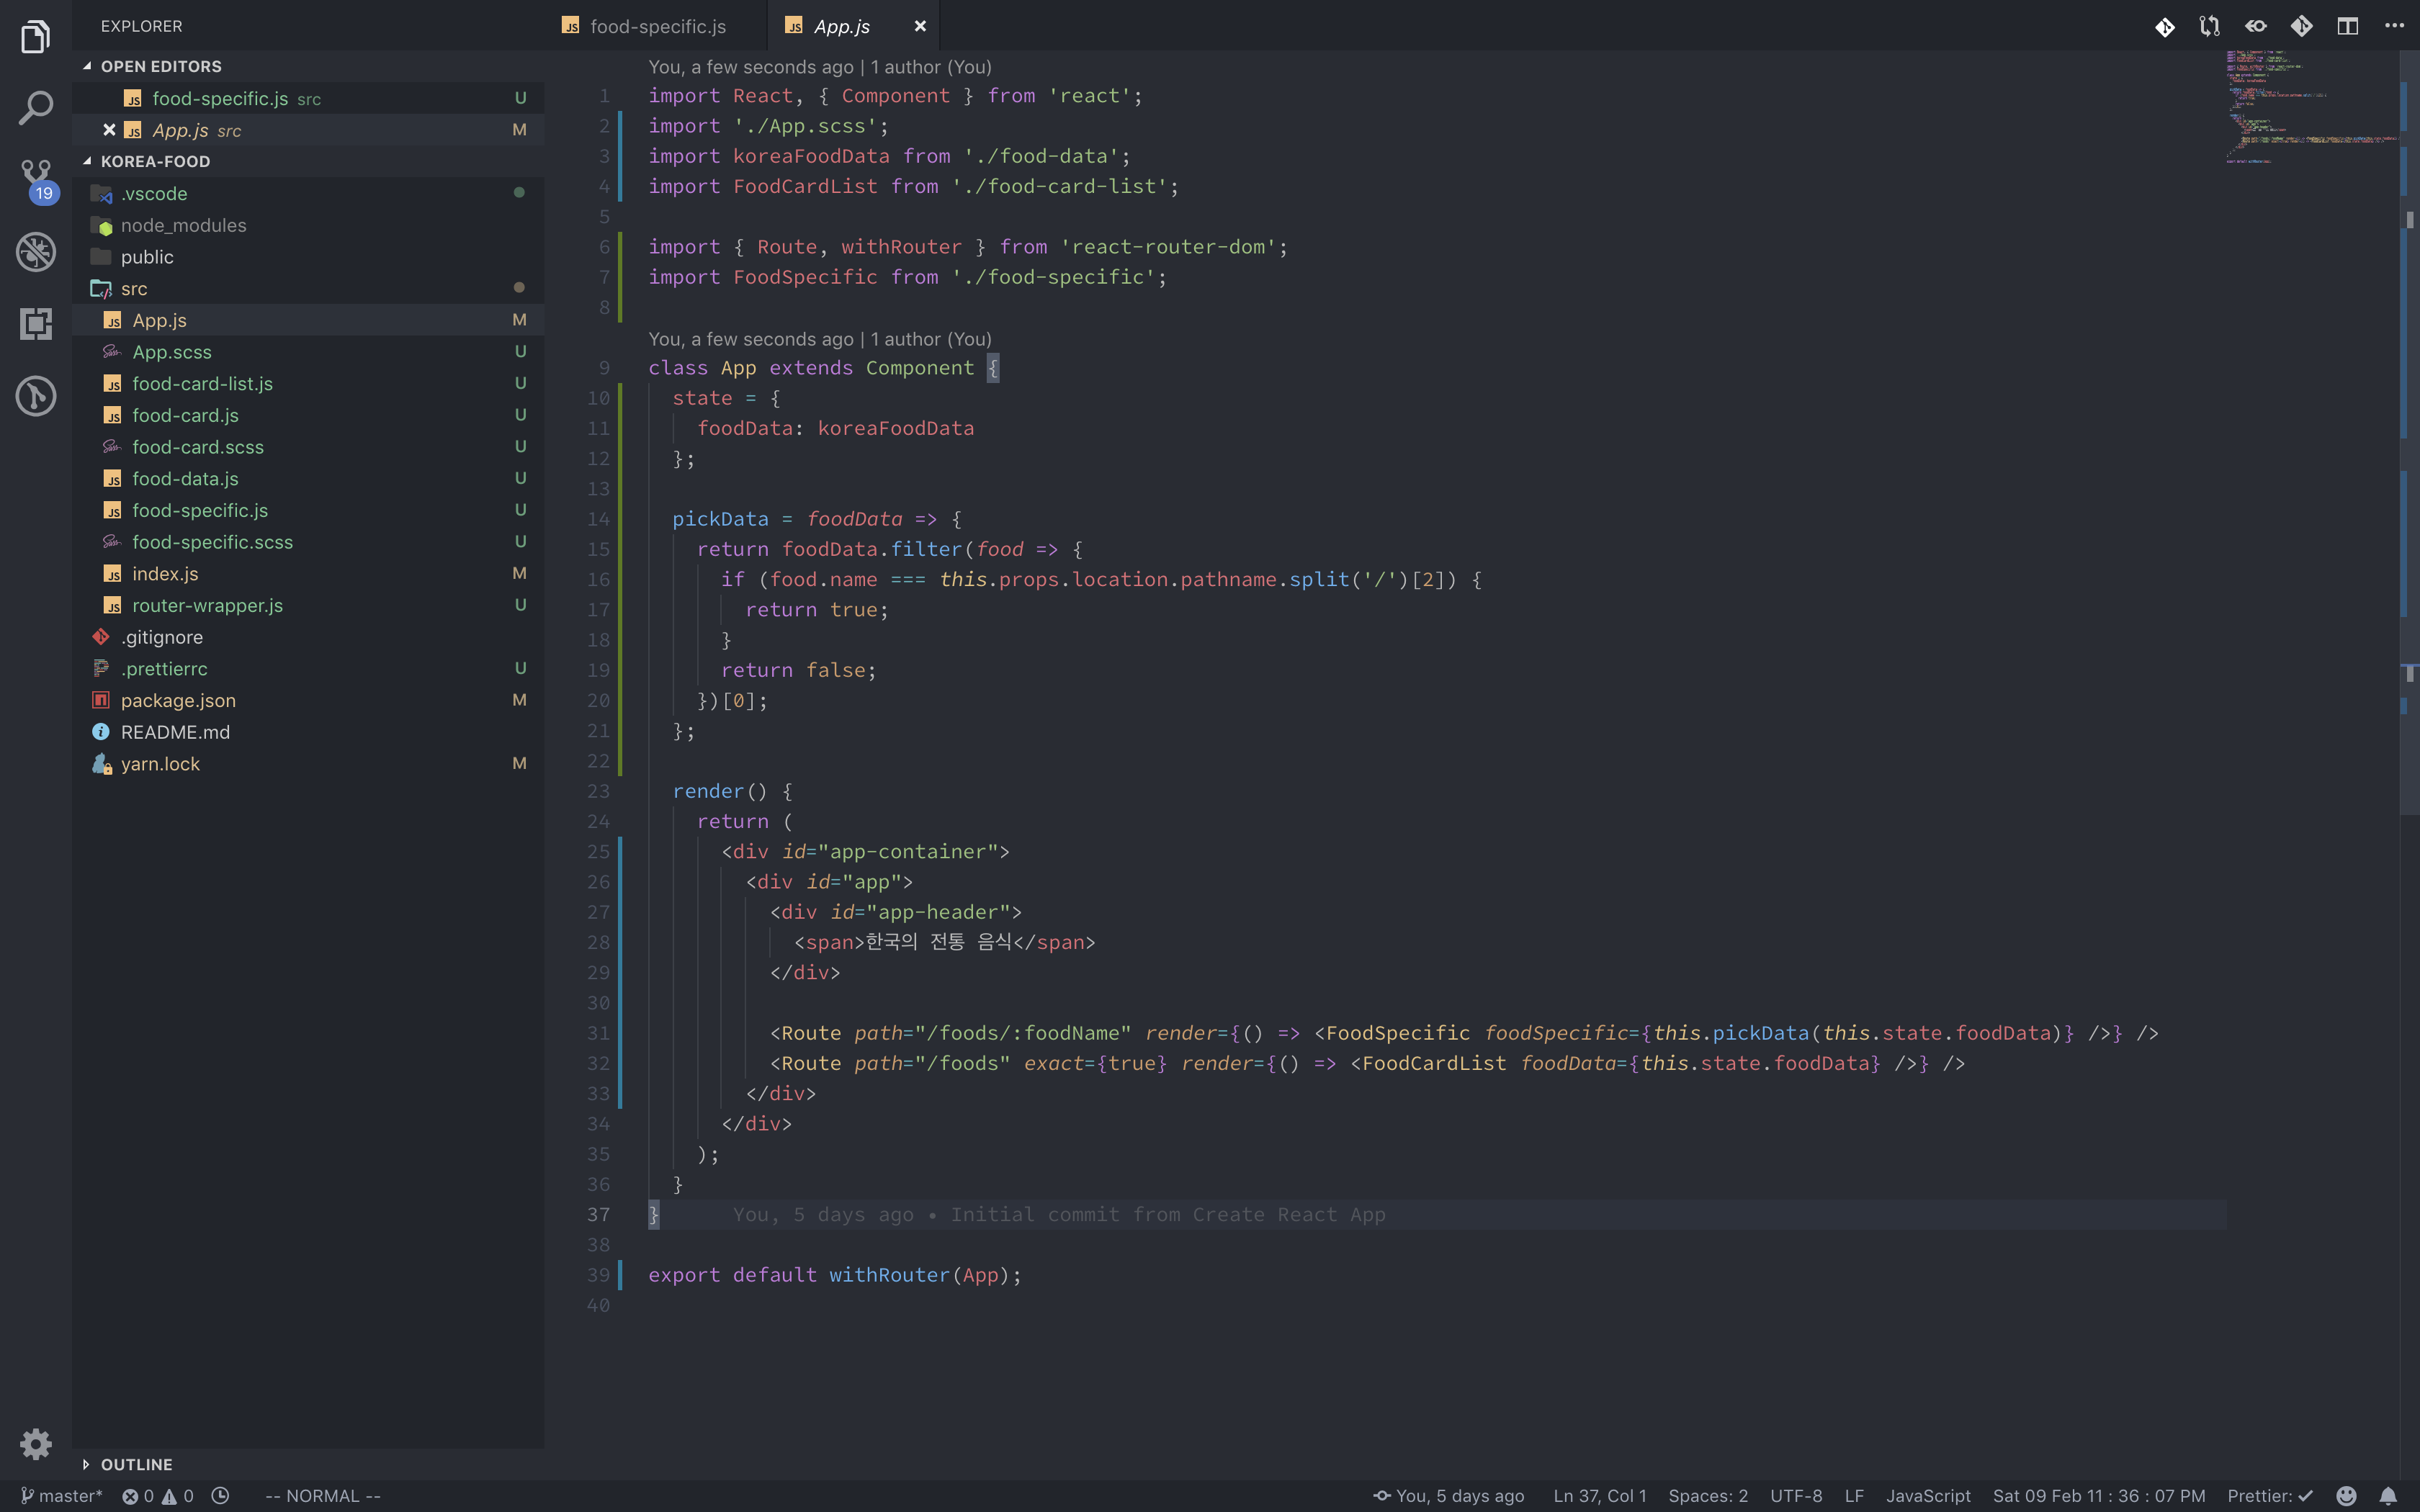 EXPLORER
OPEN EDITORS
JS food-specific.js src U
JS App.js src M
KOREA-FOOD
.vscode
node_modules
public
src
JS App.js M
App.scss U
JS food-card-list.js U
JS food-card.js U
food-card.scss U
JS food-data.js U
JS food-specific.js U
food-specific.scss U
JS index.js M
JS router-wrapper.js U
.gitignore
.prettierrc U
package.json M
README.md
yarn.lock M
OUTLINE
19
JS food-specific.js
JS App.js
You, a few seconds ago | 1 author (You)
1 import React, { Component } from 'react';
2 import './App.scss';
3 import koreaFoodData from './food-data';
4 import FoodCardList from './food-card-list';
5
6 import { Route, withRouter } from 'react-router-dom';
7 import FoodSpecific from './food-specific';
8
You, a few seconds ago | 1 author (You)
9 class App extends Component {
10 state = {
11 foodData: koreaFoodData
12 };
13
14 pickData = foodData => {
15 return foodData.filter(food => {
16 if (food.name === this.props.location.pathname.split('/')[2]) {
17 return true;
18 }
19 return false;
20 })[0];
21 };
22
23 render() {
24 return (
25 <div id="app-container">
26 <div id="app">
27 <div id="app-header">
28 <span>한국의 전통 음식</span>
29 </div>
30
31 <Route path="/foods/:foodName" render={() => <FoodSpecific foodSpecific={this.pickData(this.state.foodData)} />} />
32 <Route path="/foods" exact={true} render={() => <FoodCardList foodData={this.state.foodData} />} />
33 </div>
34 </div>
35 );
36 }
37 } You, 5 days ago • Initial commit from Create React App
38
39 export default withRouter(App);
40
master* 0 0 -- NORMAL -- You, 5 days ago Ln 37, Col 1 Spaces: 2 UTF-8 LF JavaScript Sat 09 Feb 11 : 36 : 07 PM Prettier: ✓